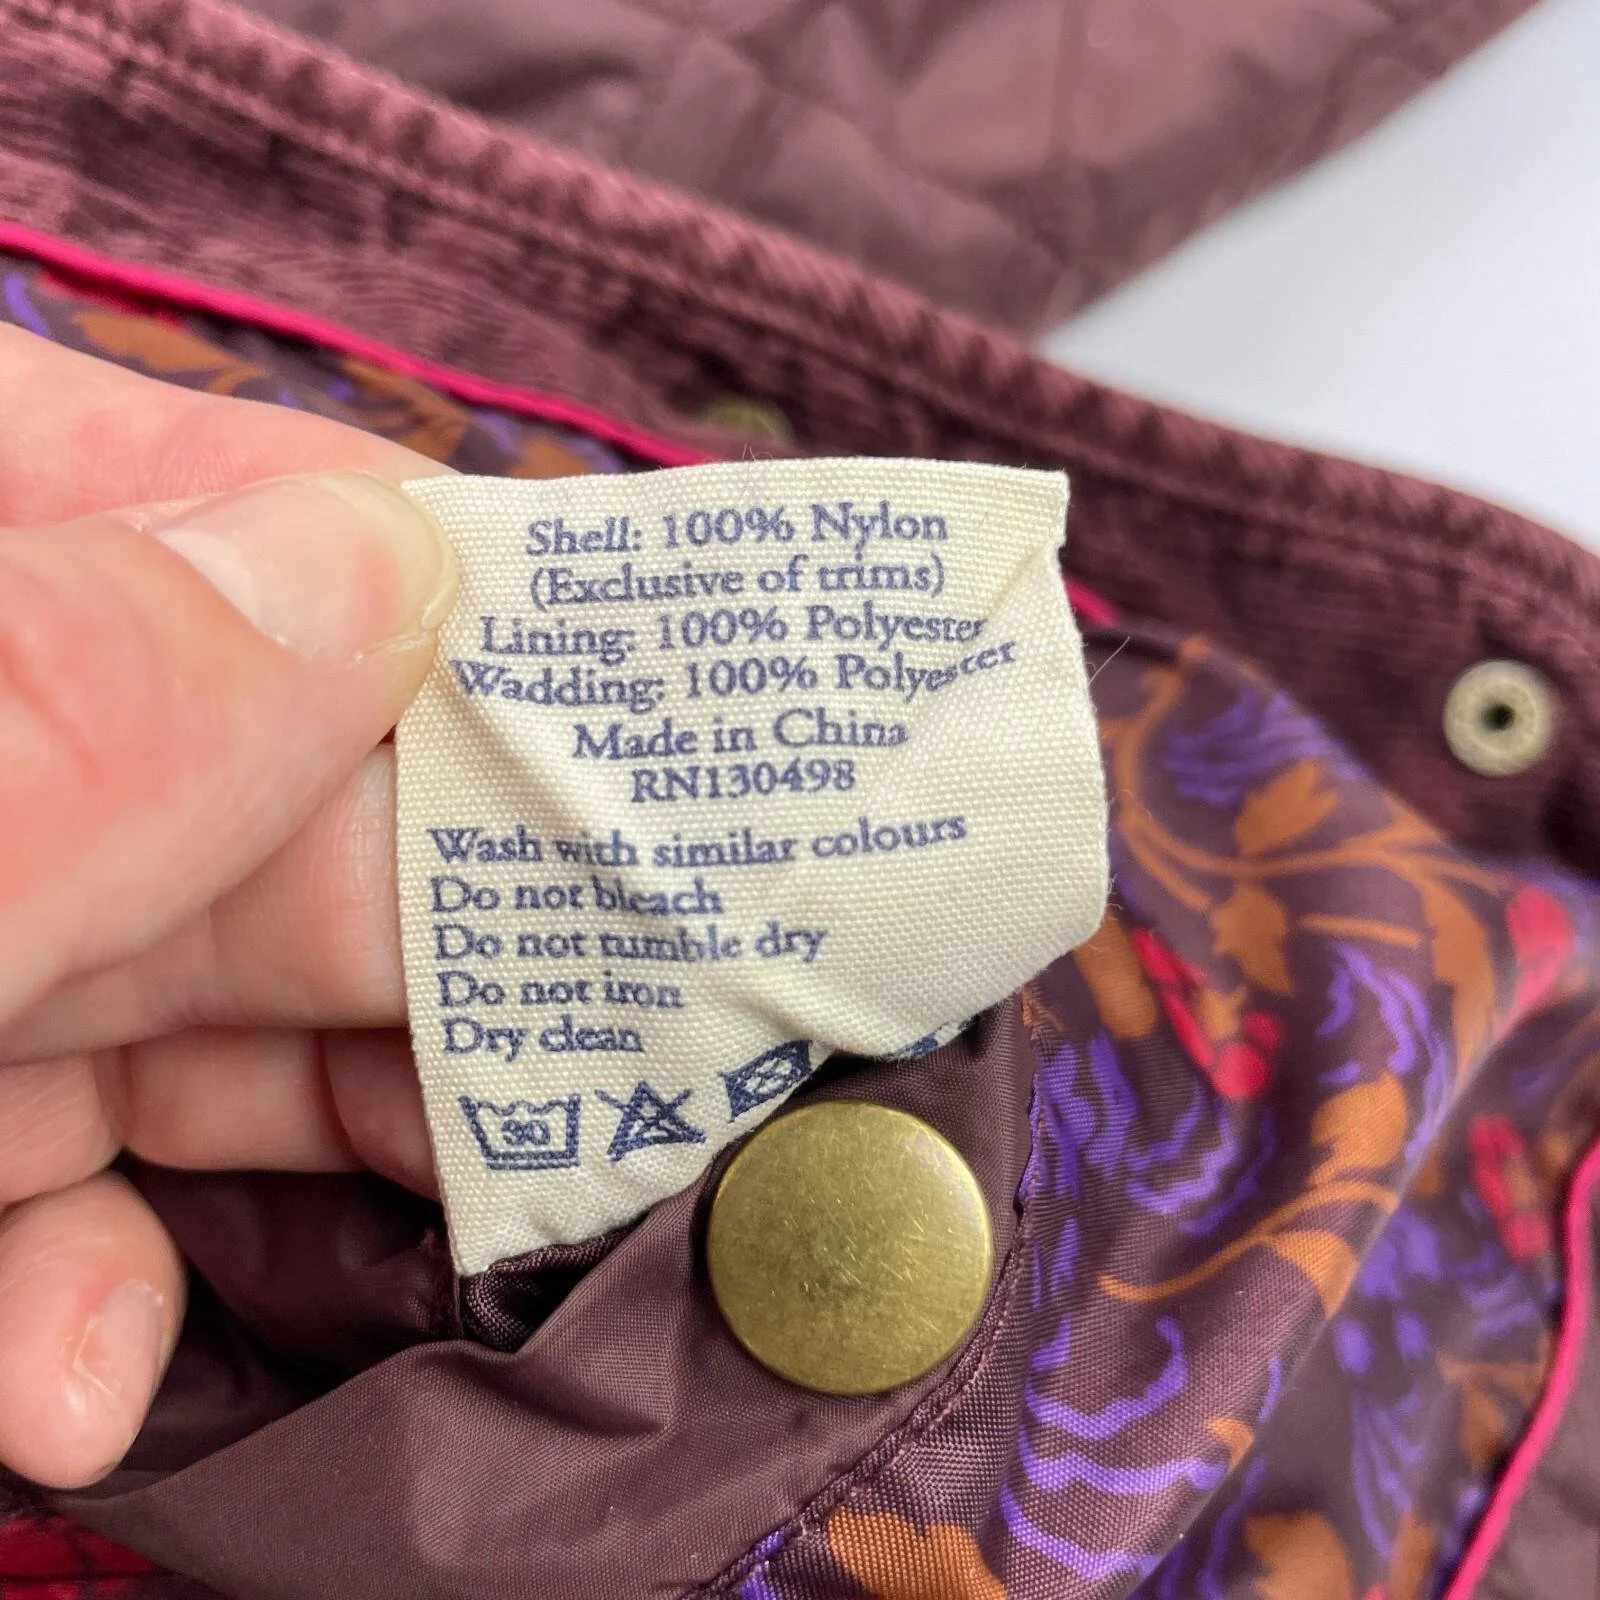 Shell: 100% Nylon
(Exclusive of trims)
Lining: 100% Polyester
Wadding: 100% Polyester
Made in China
RN130498
Wash with similar colours
Do not bleach
Do not tumble dry
Do not iron
Dry clean
30